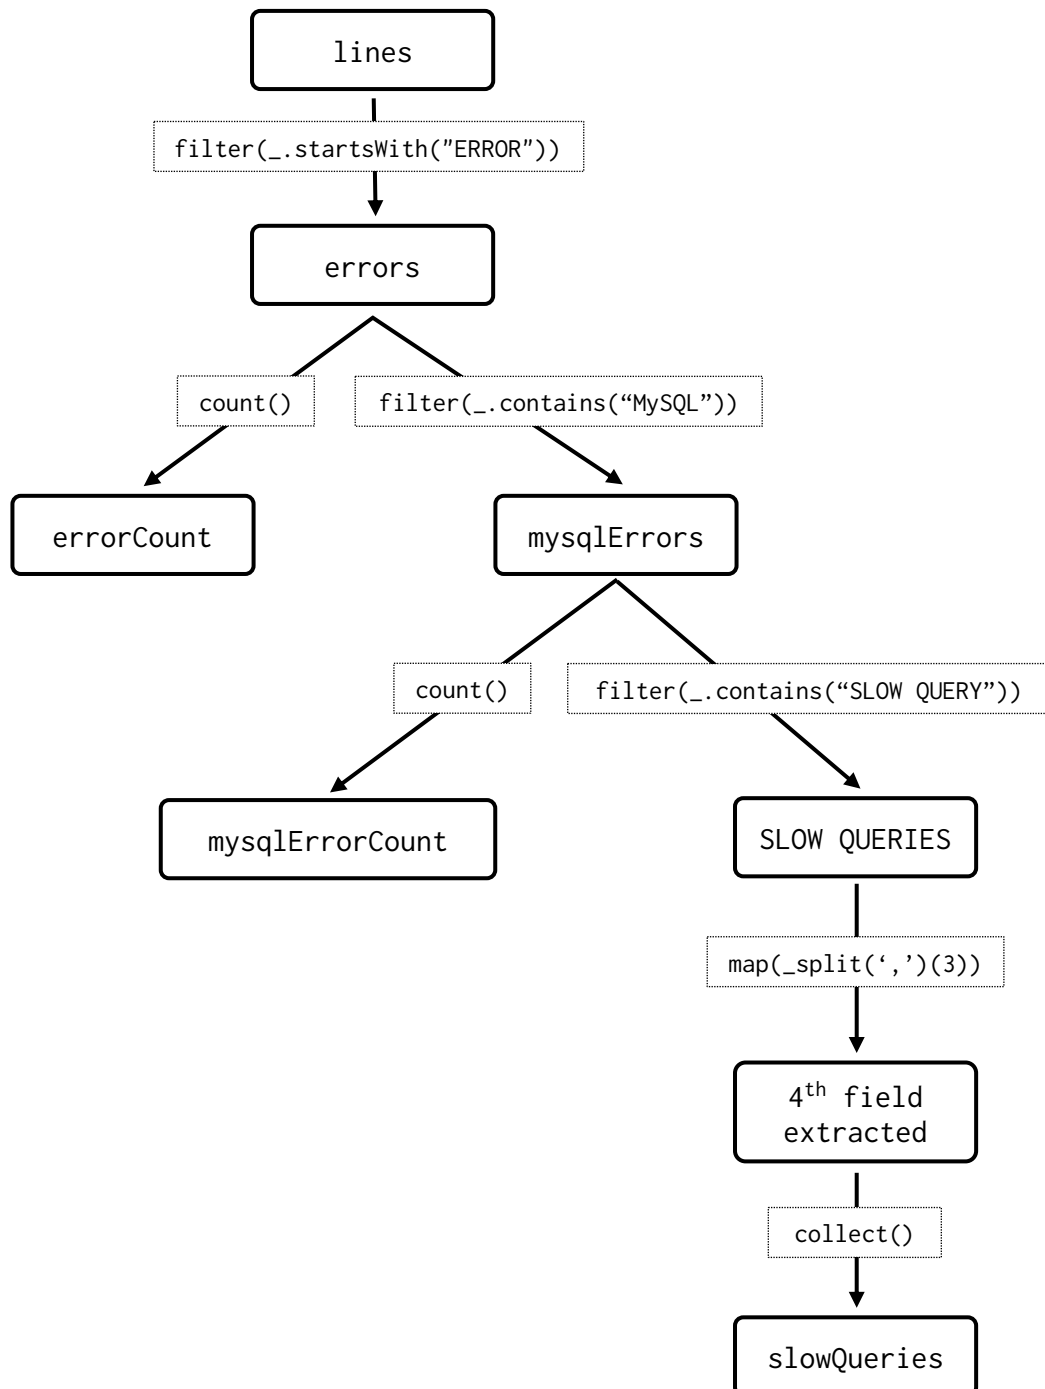 lines
filter(_.startsWith("ERROR"))
errors
count()
filter(_.contains(“MySQL”))
errorCount
mysqlErrors
count()
filter(_.contains(“SLOW QUERY”))
mysqlErrorCount
SLOW QUERIES
map(_split(‘,’)(3))
4th field
extracted
collect()
slowQueries